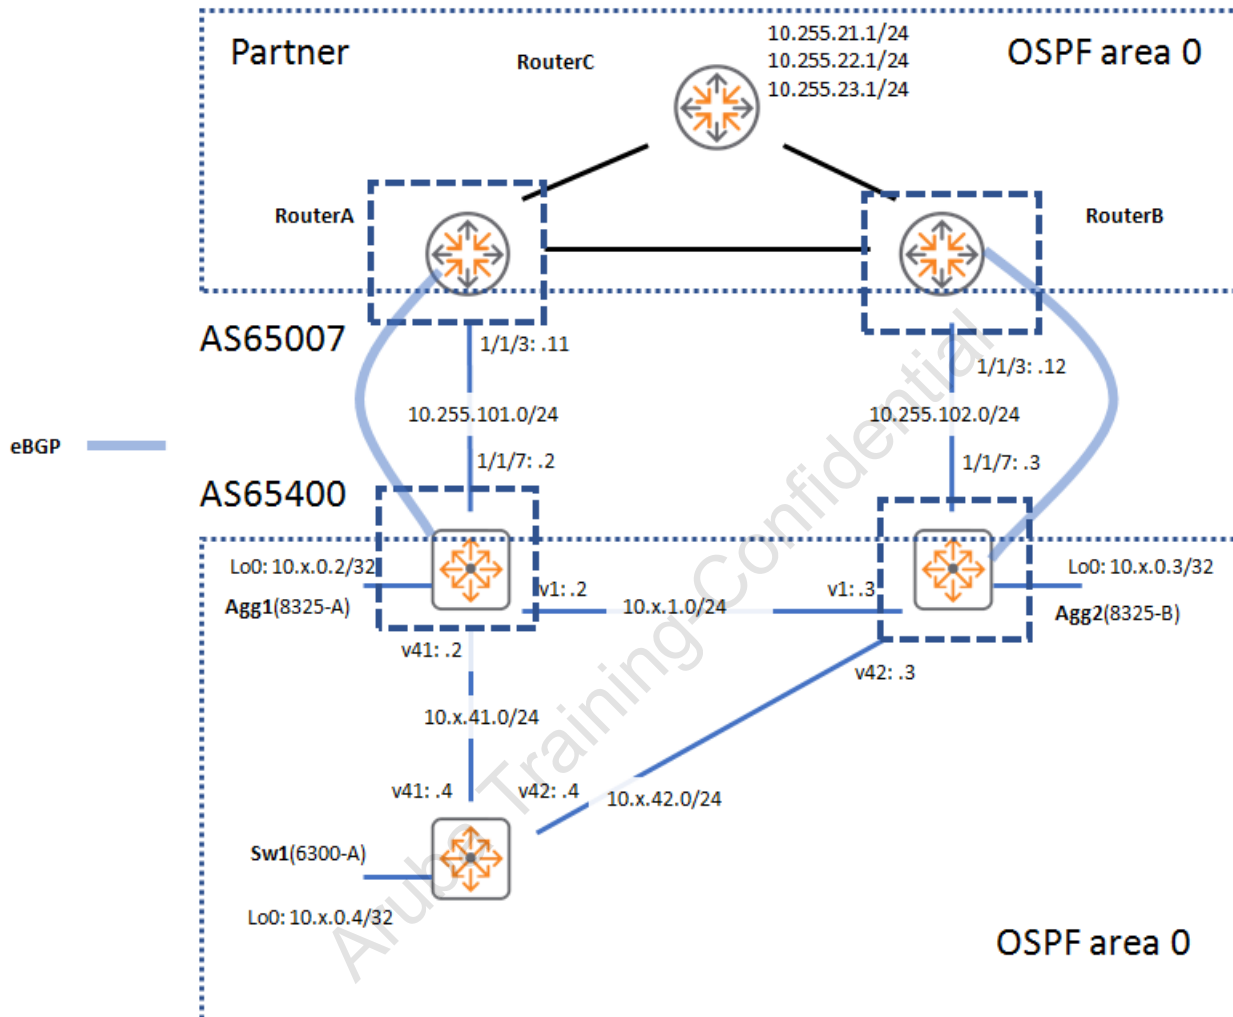 Partner
RouterC
10.255.21.1/24
10.255.22.1/24
10.255.23.1/24
OSPF area 0
RouterA
RouterB
AS65007
1/1/3: .11
1/1/3: .12
10.255.101.0/24
10.255.102.0/24
eBGP
1/1/7: .2
1/1/7: .3
AS65400
Lo0: 10.x.0.2/32
Agg1(8325-A)
v1: .2
10.x.1.0/24
v1: .3
Lo0: 10.x.0.3/32
Agg2(8325-B)
v41: .2
v42: .3
10.x.41.0/24
v41: .4
v42: .4
10.x.42.0/24
Sw1(6300-A)
Lo0: 10.x.0.4/32
OSPF area 0
Aruba Training-Confidential